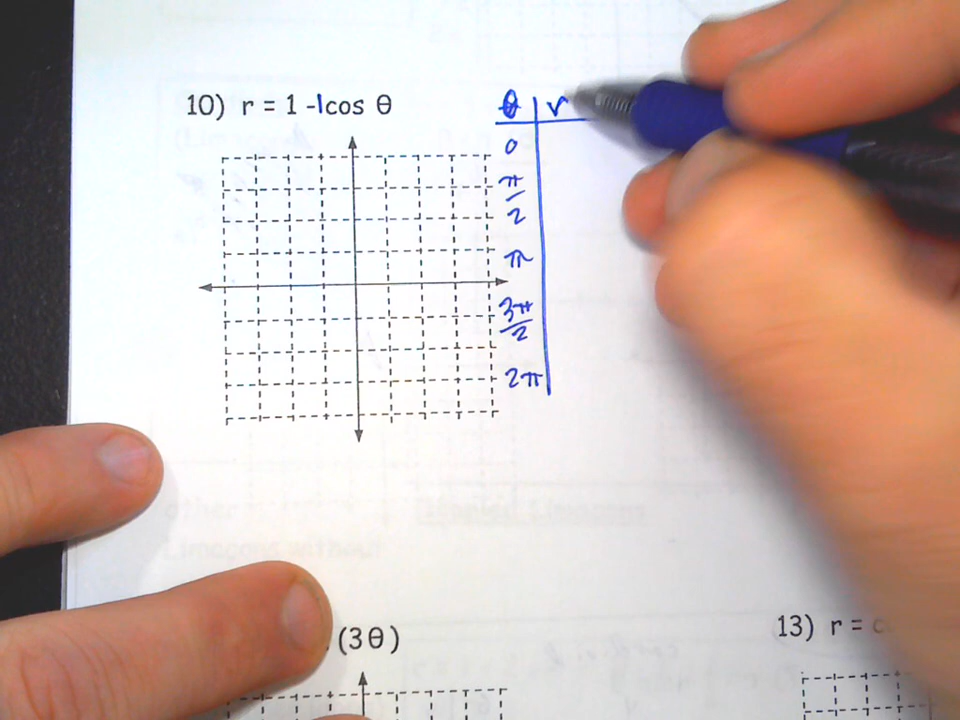 10) r = 1 -1cos θ
θ r
0
π/2
π
3π/2
2π
(3θ)
13) r = c